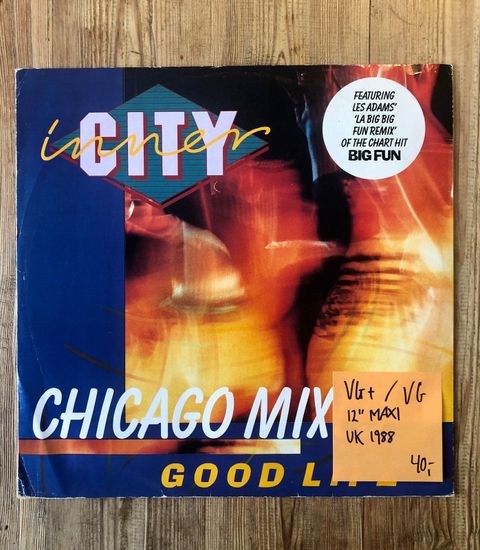 inner
CITY
FEATURING
LES ADAMS'
'LA BIG BIG
FUN REMIX'
OF THE CHART HIT
BIG FUN
CHICAGO MIX
GOOD
VG+ / VG
12" MAXI
UK 1988
40,-